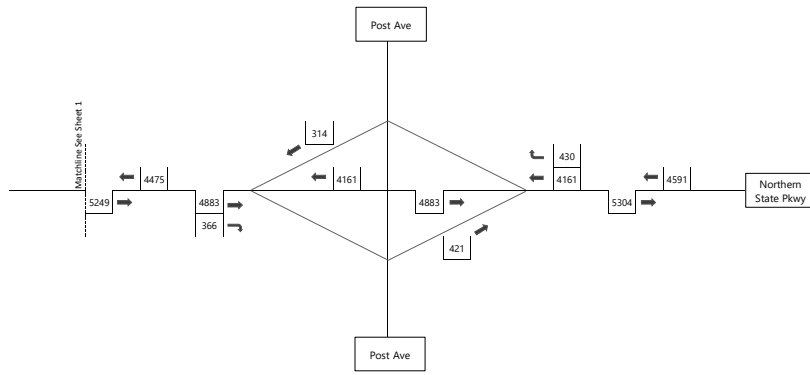 Post Ave
Matchline See Sheet 1
314
430
4475
4161
4161
4591
Northern
State Pkwy
5249
4883
4883
5304
366
421
Post Ave